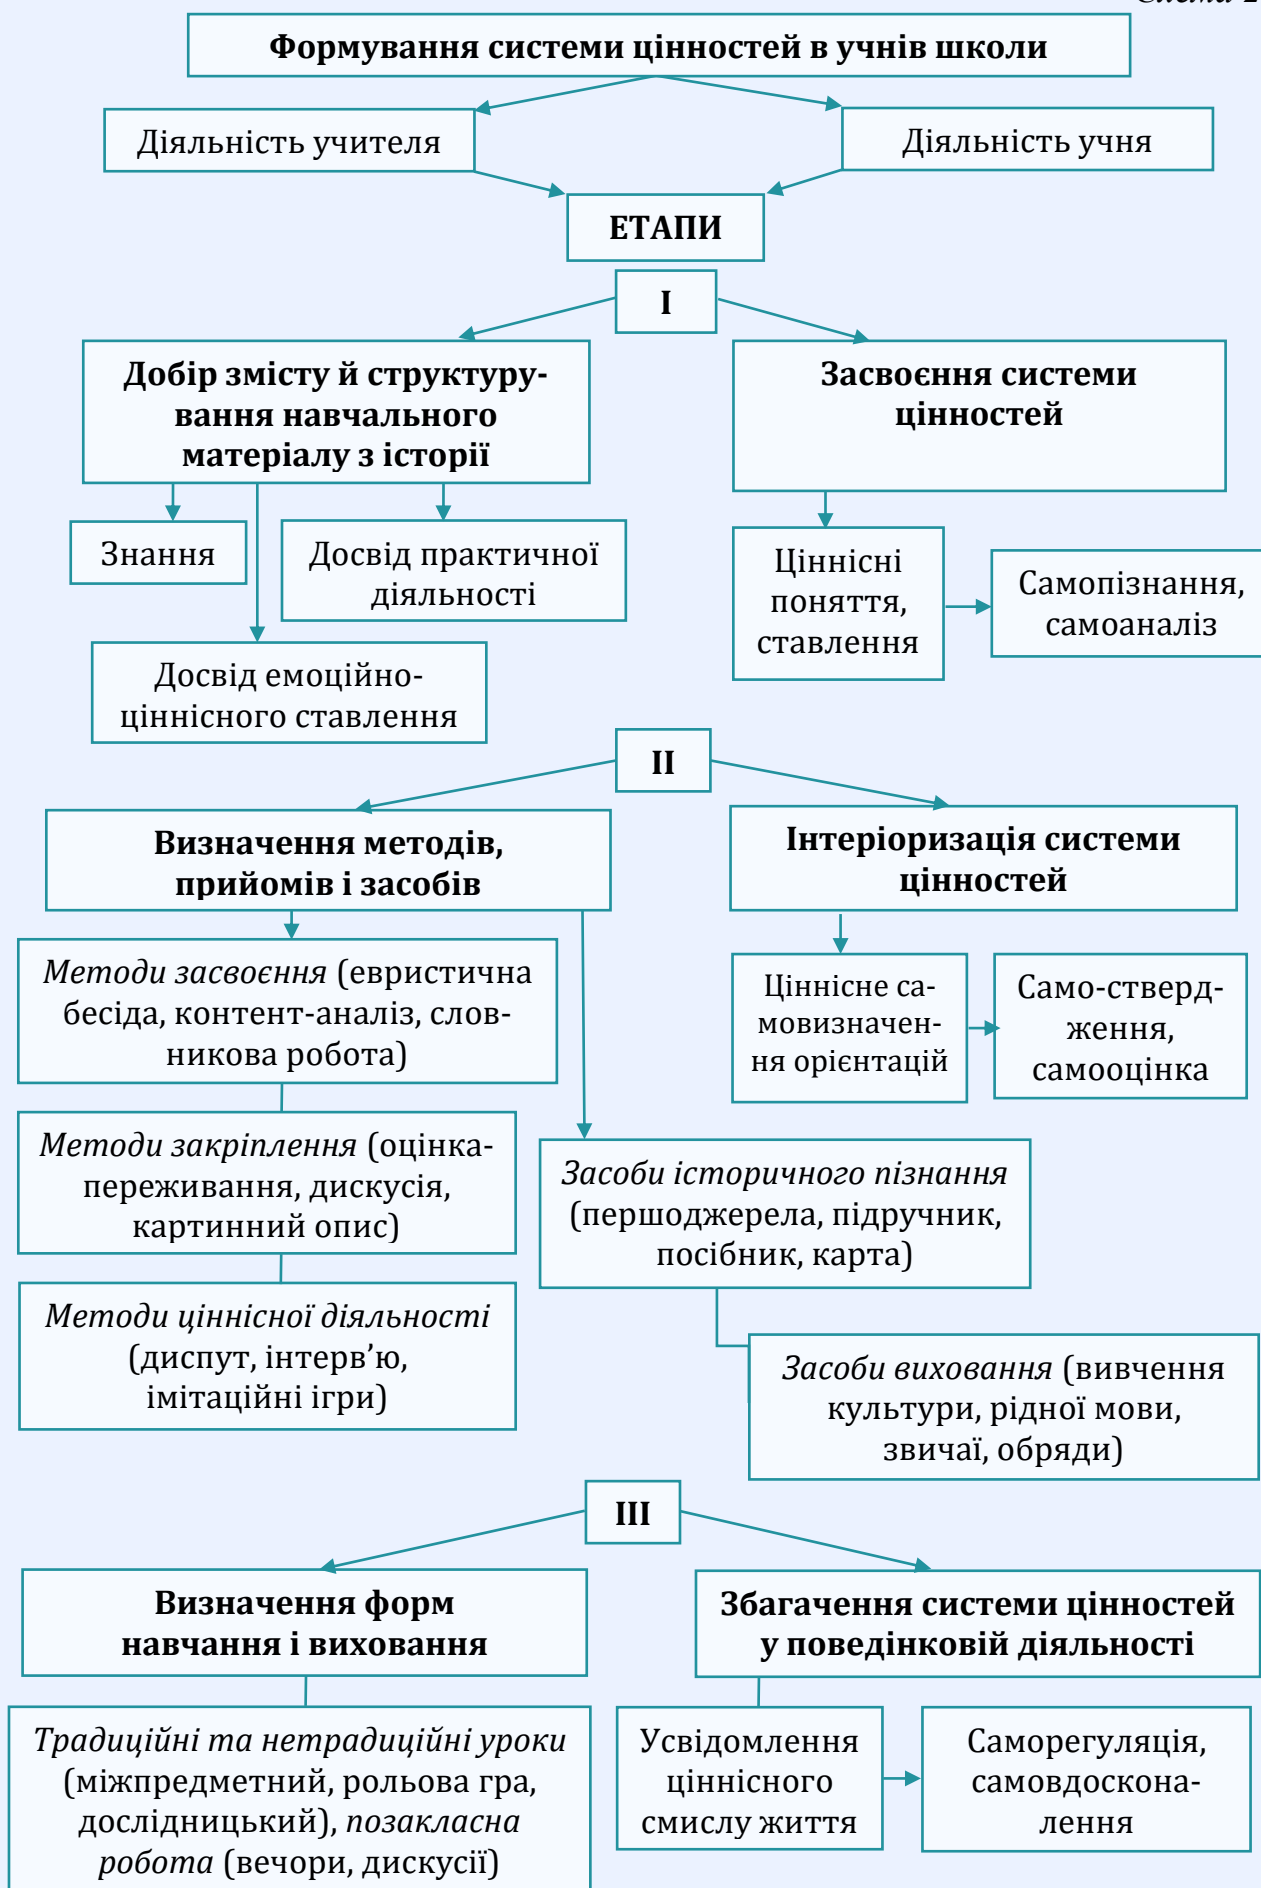 Формування системи цінностей в учнів школи
Діяльність учителя
Діяльність учня
ЕТАПИ
І
Добір змісту й структуру-
вання навчального
матеріалу з історії
Засвоєння системи
цінностей
Знання
Досвід практичної
діяльності
Досвід емоційно-
ціннісного ставлення
Ціннісні
поняття,
ставлення
Самопізнання,
самоаналіз
ІІ
Визначення методів,
прийомів і засобів
Інтеріоризація системи
цінностей
Методи засвоєння (евристична
бесіда, контент-аналіз, слов-
никова робота)
Ціннісне са-
мовизначен-
ня орієнтацій
Само-стверд-
ження,
самооцінка
Методи закріплення (оцінка-
переживання, дискусія,
картинний опис)
Засоби історичного пізнання
(першоджерела, підручник,
посібник, карта)
Методи ціннісної діяльності
(диспут, інтерв’ю,
імітаційні ігри)
Засоби виховання (вивчення
культури, рідної мови,
звичаї, обряди)
ІІІ
Визначення форм
навчання і виховання
Збагачення системи цінностей
у поведінковій діяльності
Традиційні та нетрадиційні уроки
(міжпредметний, рольова гра,
дослідницький), позакласна
робота (вечори, дискусії)
Усвідомлення
ціннісного
смислу життя
Саморегуляція,
самовдоскона-
лення